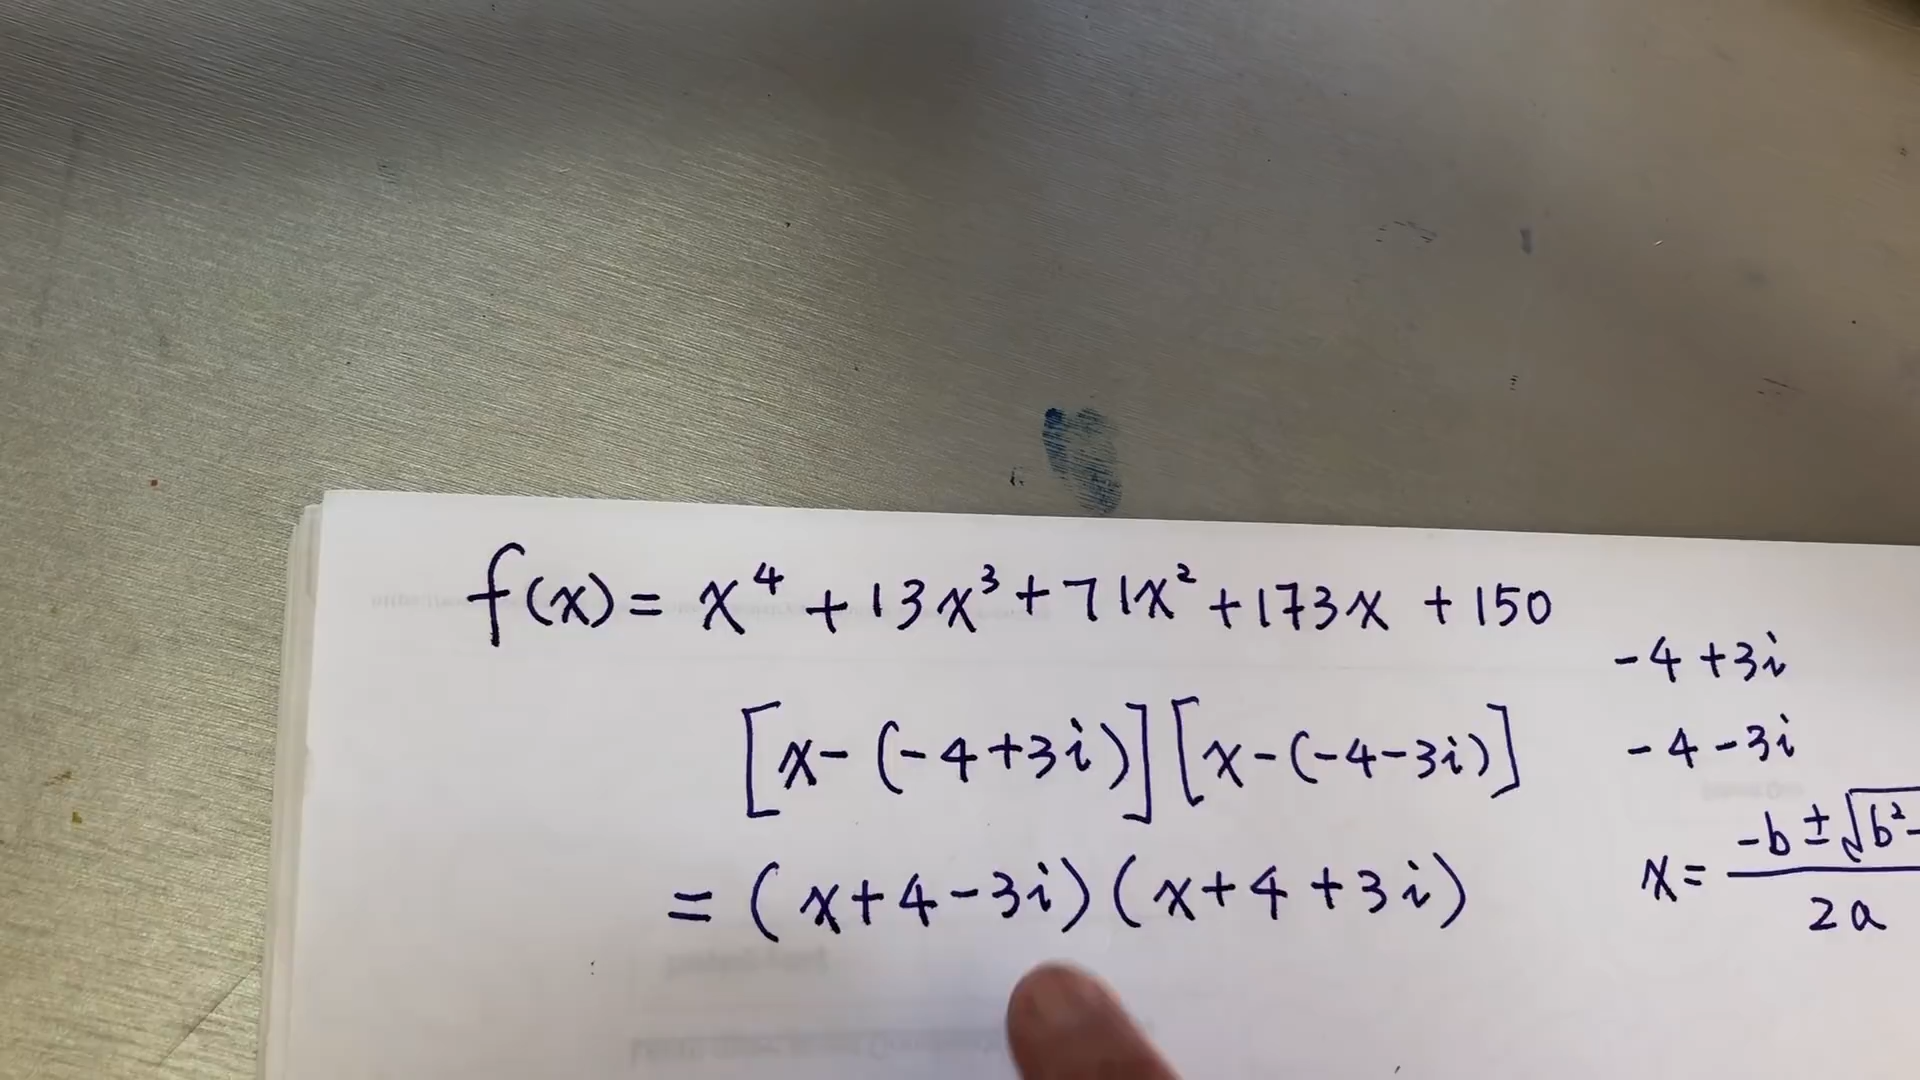 f(x) = x⁴ + 13x³ + 71x² + 173x + 150
-4 + 3i
[x - (-4 + 3i)] [x - (-4 - 3i)]
-4 - 3i
= (x + 4 - 3i) (x + 4 + 3i)
x = (-b ± √b² -) / 2a